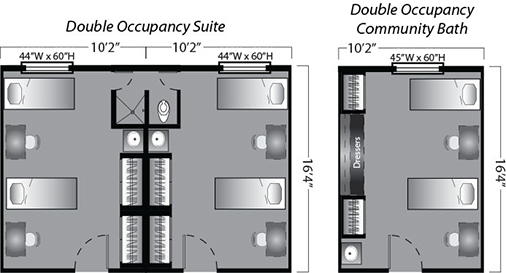 Double Occupancy Suite
10'2" 10'2"
44"W x 60"H 44"W x 60"H
16'4"
Double Occupancy
Community Bath
10'2"
45"W x 60"H
Dressers
16'4"